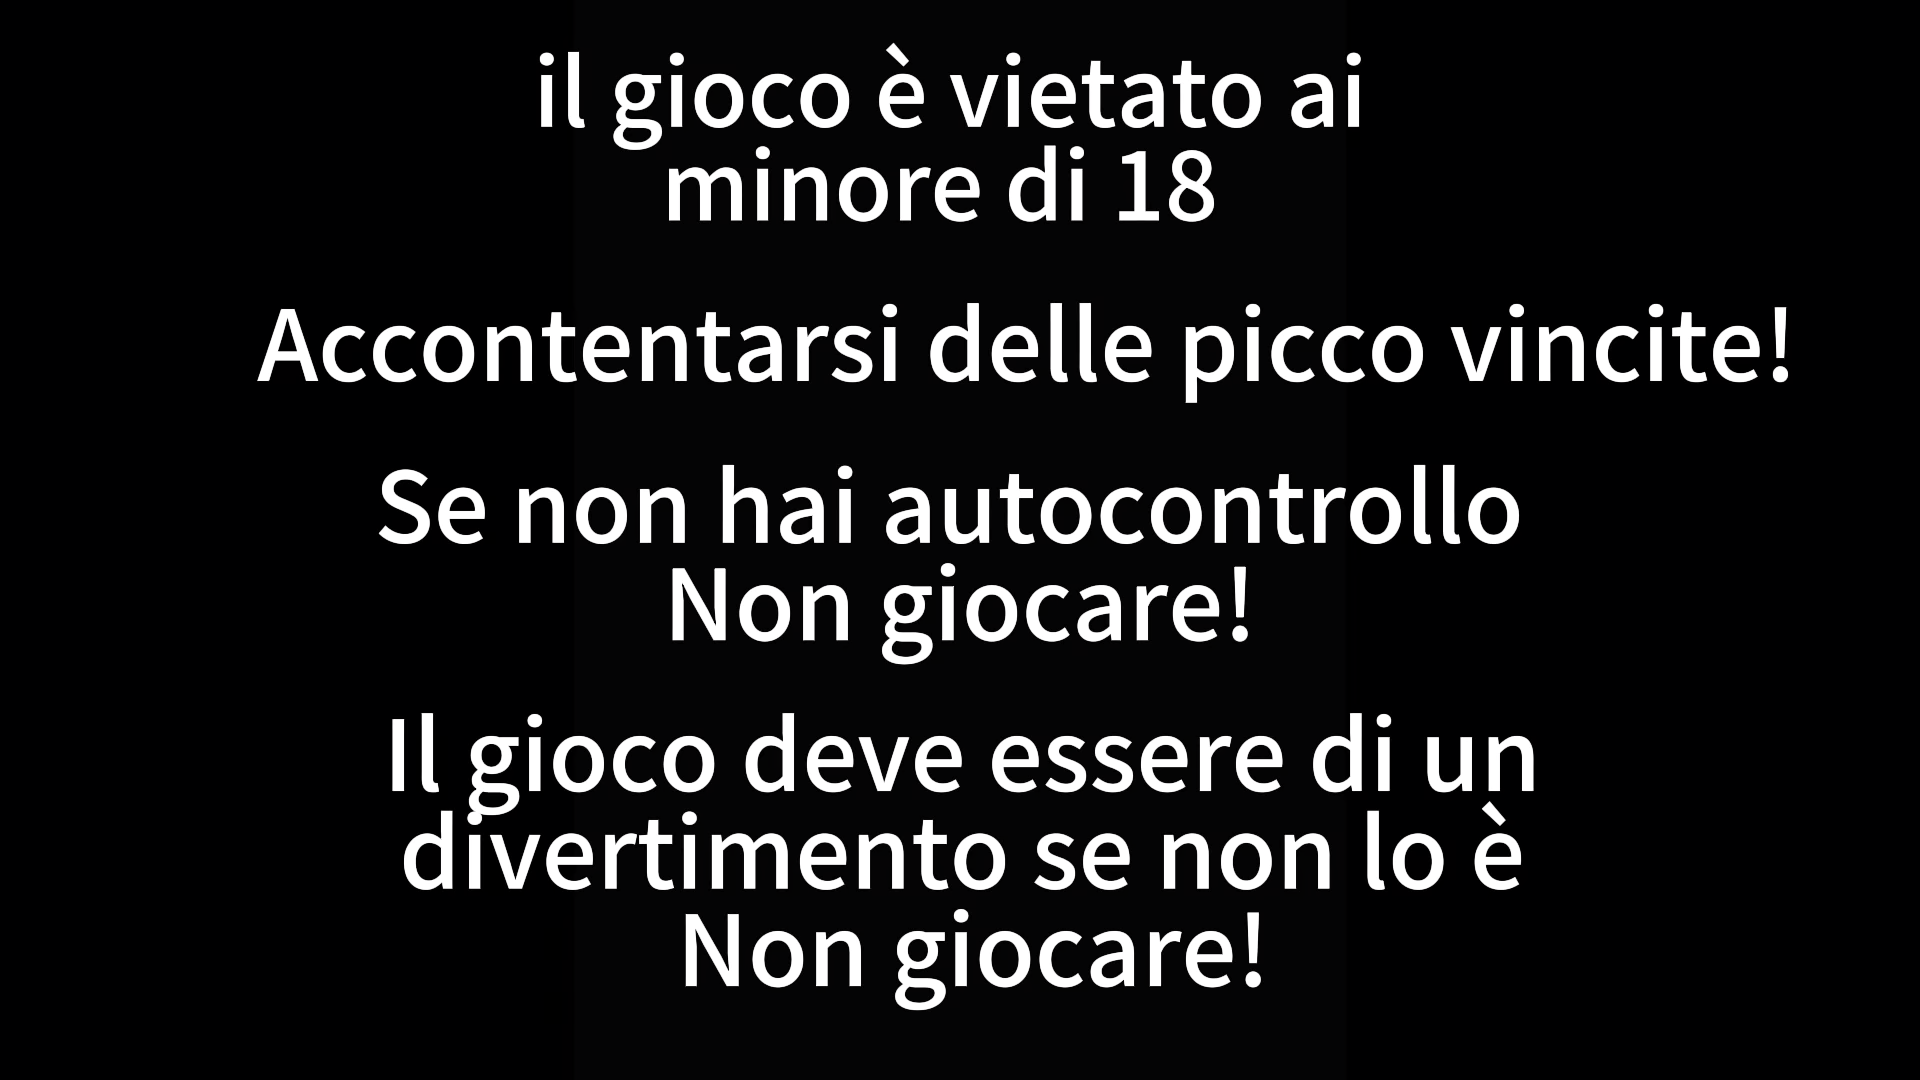 il gioco è vietato ai
minore di 18
Accontentarsi delle picco vincite!
Se non hai autocontrollo
Non giocare!
Il gioco deve essere di un
divertimento se non lo è
Non giocare!